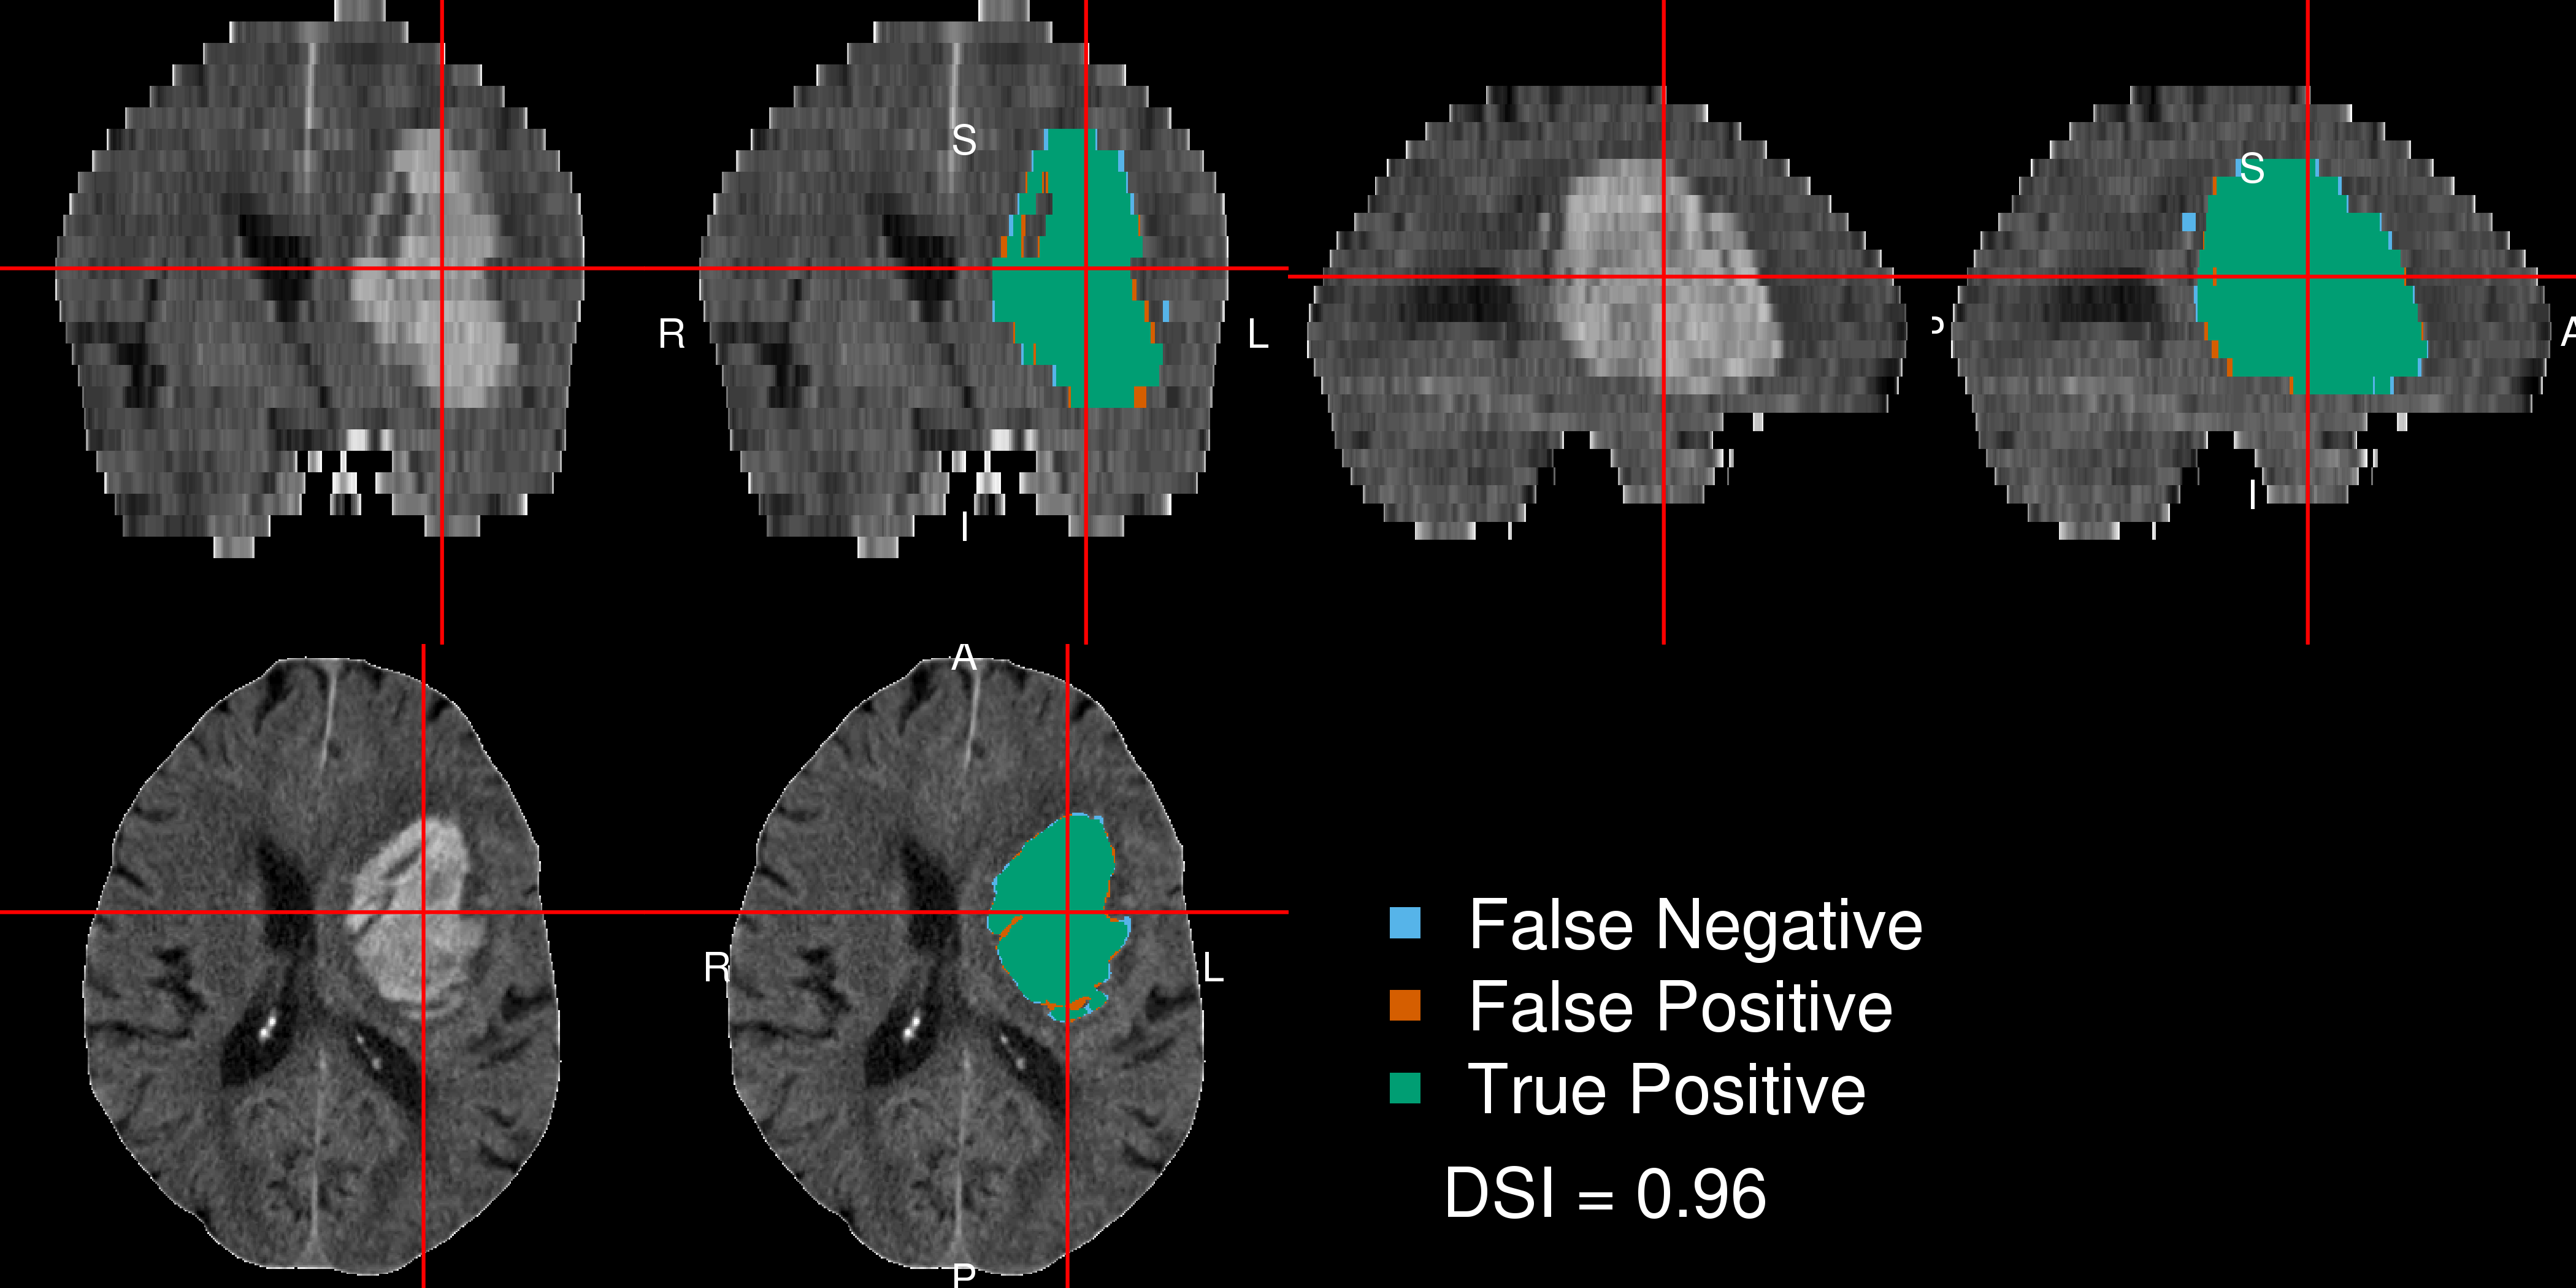 S
S
R
L
P
A
I
I
A
R
L
False Negative
False Positive
True Positive
DSI = 0.96
P